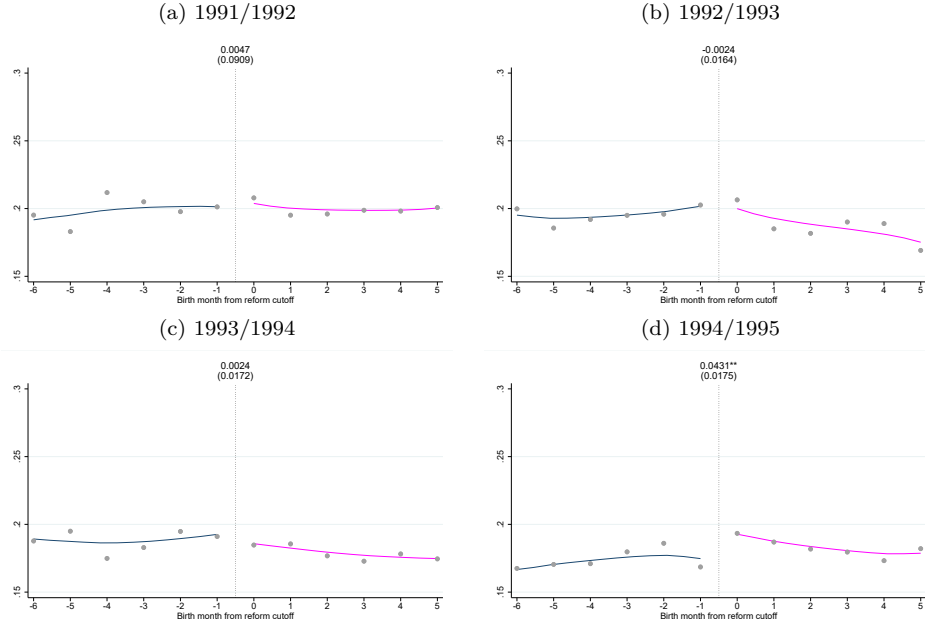 (a) 1991/1992
0.0047
(0.0909)
.3
.25
.2
.15
-6 -5 -4 -3 -2 -1 0 1 2 3 4 5
Birth month from reform cutoff
(b) 1992/1993
-0.0024
(0.0164)
.3
.25
.2
.15
-6 -5 -4 -3 -2 -1 0 1 2 3 4 5
Birth month from reform cutoff
(c) 1993/1994
0.0024
(0.0172)
.3
.25
.2
.15
-6 -5 -4 -3 -2 -1 0 1 2 3 4 5
Birth month from reform cutoff
(d) 1994/1995
0.0431**
(0.0175)
.3
.25
.2
.15
-6 -5 -4 -3 -2 -1 0 1 2 3 4 5
Birth month from reform cutoff